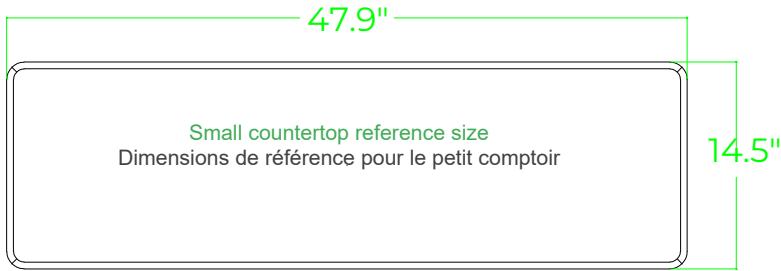 47.9"
Small countertop reference size
Dimensions de référence pour le petit comptoir
14.5"